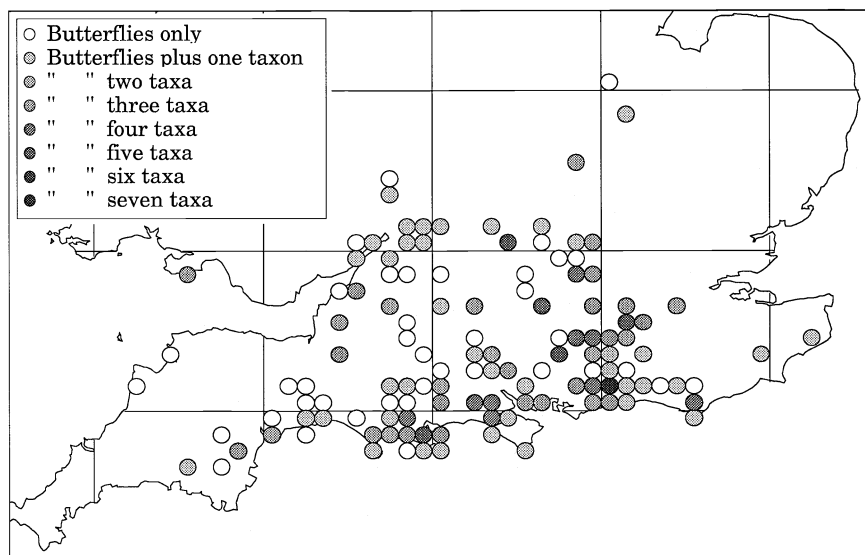 Butterflies only
Butterflies plus one taxon
" " two taxa
" " three taxa
" " four taxa
" " five taxa
" " six taxa
" " seven taxa